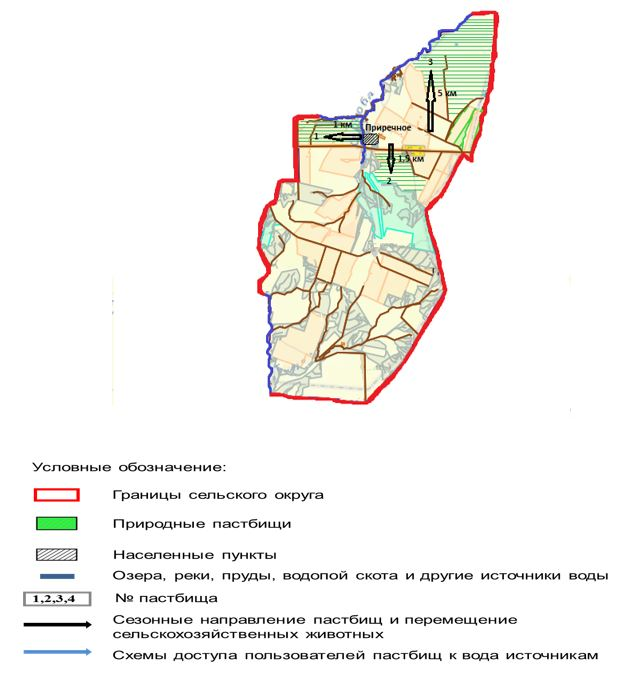 3
5 км
оба
1 км
Приречное
1
1,5 км
2
Условные обозначение:
Границы сельского округа
Природные пастбищи
Населенные пункты
Озера, реки, пруды, водопой скота и другие источники воды
1,2,3,4 № пастбища
Сезонные направление пастбищ и перемещение
сельскохозяйственных животных
Схемы доступа пользователей пастбищ к вода источникам